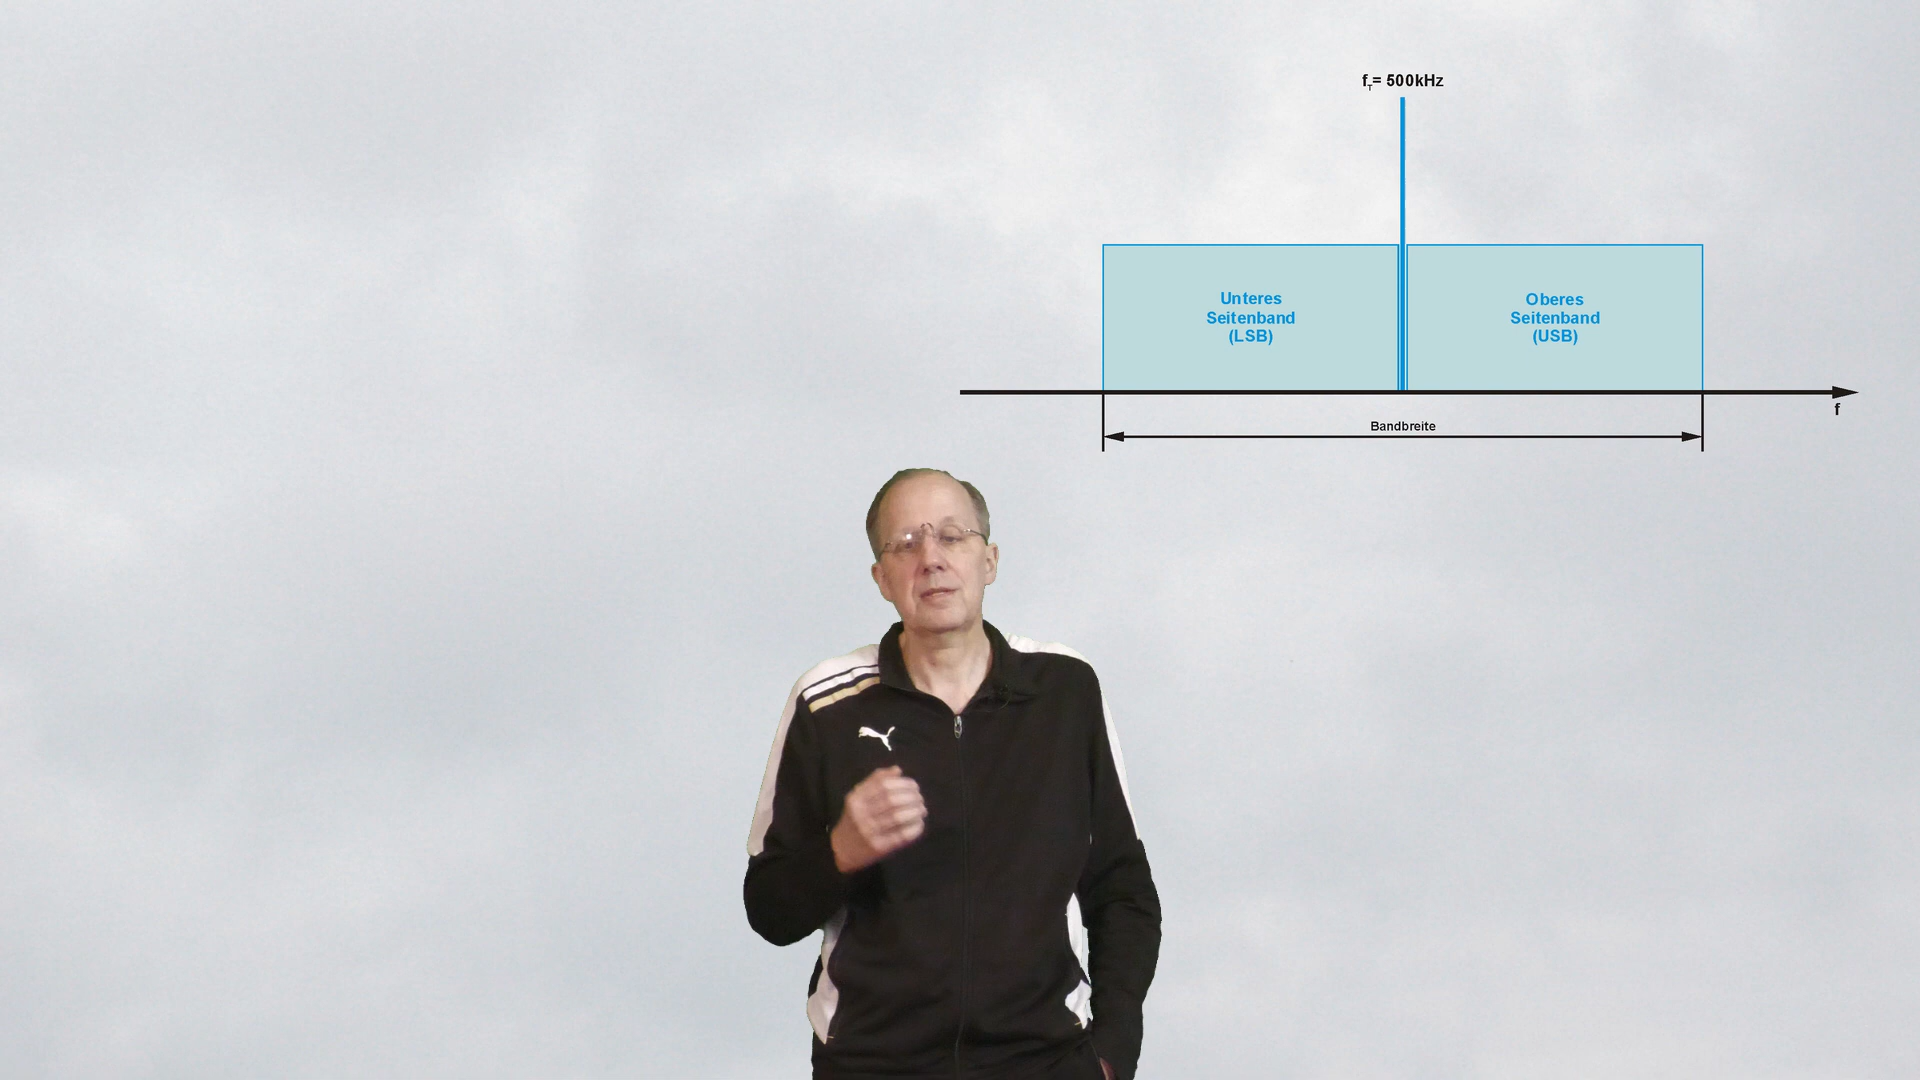 fT= 500kHz
Unteres
Seitenband
(LSB)
Oberes
Seitenband
(USB)
f
Bandbreite